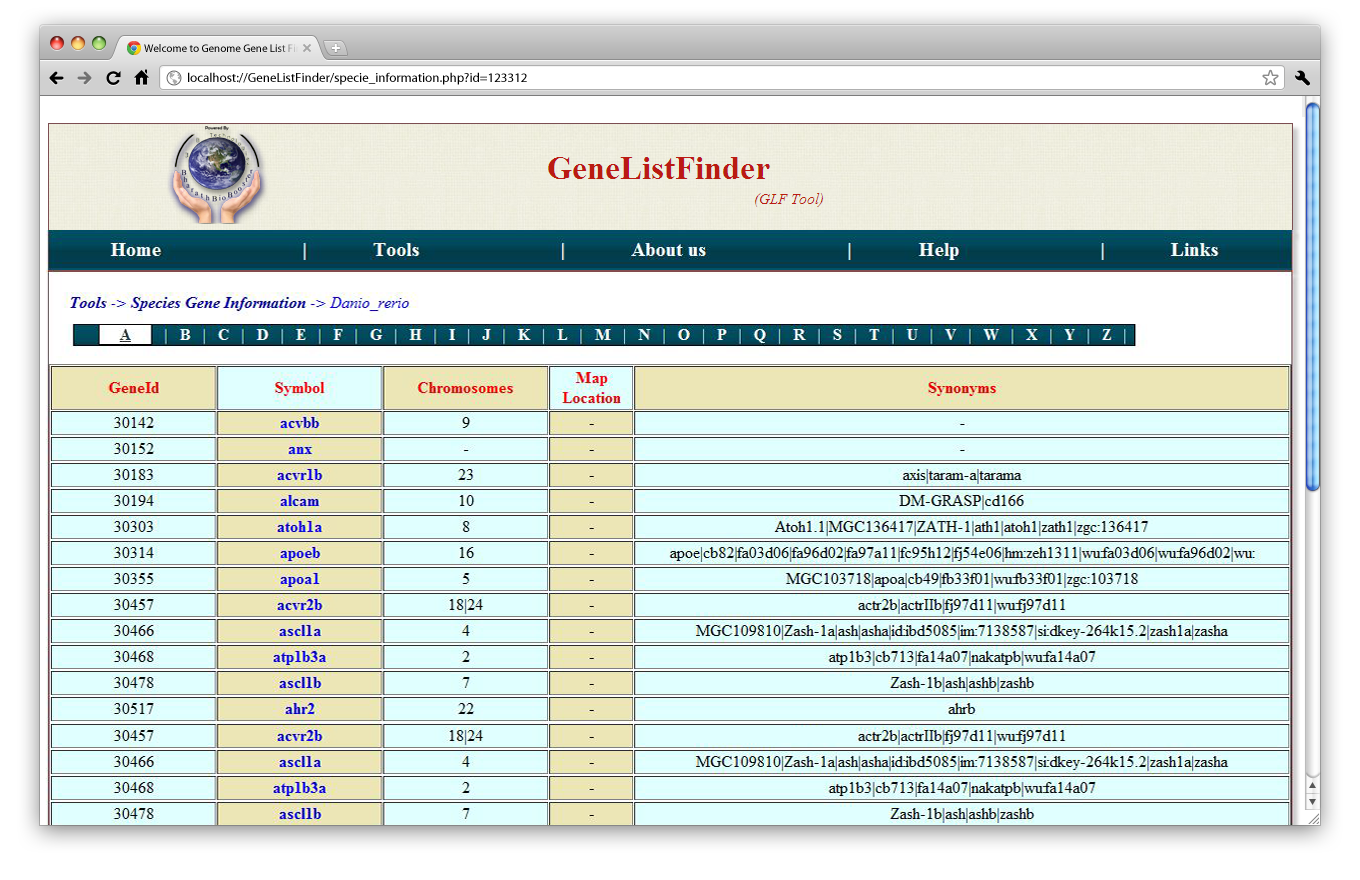 Welcome to Genome Gene List Fi
localhost://GeneListFinder/specie_information.php?id=123312
Powered By
GeneListFinder
(GLF Tool)
Home | Tools | About us | Help | Links
Tools -> Species Gene Information -> Danio_rerio
A | B | C | D | E | F | G | H | I | J | K | L | M | N | O | P | Q | R | S | T | U | V | W | X | Y | Z |
GeneId Symbol Chromosomes Map Location Synonyms
30142 acvbb 9 - -
30152 anx - - -
30183 acvr1b 23 - axis|taram-a|tarama
30194 alcam 10 - DM-GRASP|cd166
30303 atoh1a 8 - Atoh1.1|MGC136417|ZATH-1|ath1|atoh1|zath1|zgc:136417
30314 apoeb 16 - apoe|cb82|fa03d06|fa96d02|fa97a11|fc95h12|fj54e06|hm:zeh1311|wu:fa03d06|wu:fa96d02|wu:
30355 apoa1 5 - MGC103718|apoa|cb49|fb33f01|wu:fb33f01|zgc:103718
30457 acvr2b 18|24 - actr2b|actrIIb|fj97d11|wu:fj97d11
30466 ascl1a 4 - MGC109810|Zash-1a|ash|asha|id:ibd5085|im:7138587|si:dkey-264k15.2|zash1a|zasha
30468 atp1b3a 2 - atp1b3|cb713|fa14a07|nakatpb|wu:fa14a07
30478 ascl1b 7 - Zash-1b|ash|ashb|zashb
30517 ahr2 22 - ahrb
30457 acvr2b 18|24 - actr2b|actrIIb|fj97d11|wu:fj97d11
30466 ascl1a 4 - MGC109810|Zash-1a|ash|asha|id:ibd5085|im:7138587|si:dkey-264k15.2|zash1a|zasha
30468 atp1b3a 2 - atp1b3|cb713|fa14a07|nakatpb|wu:fa14a07
30478 ascl1b 7 - Zash-1b|ash|ashb|zashb